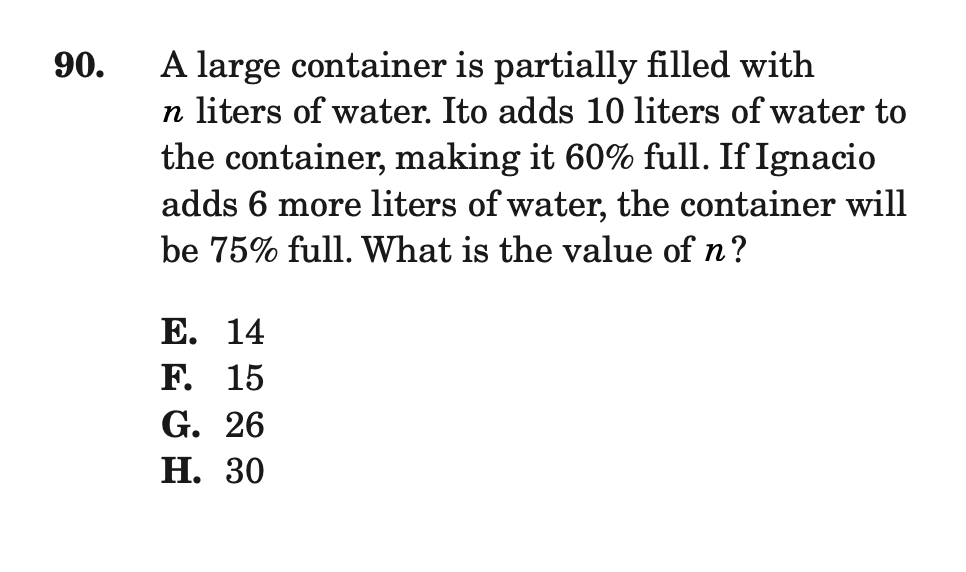 90. A large container is partially filled with
n liters of water. Ito adds 10 liters of water to
the container, making it 60% full. If Ignacio
adds 6 more liters of water, the container will
be 75% full. What is the value of n?
E. 14
F. 15
G. 26
H. 30